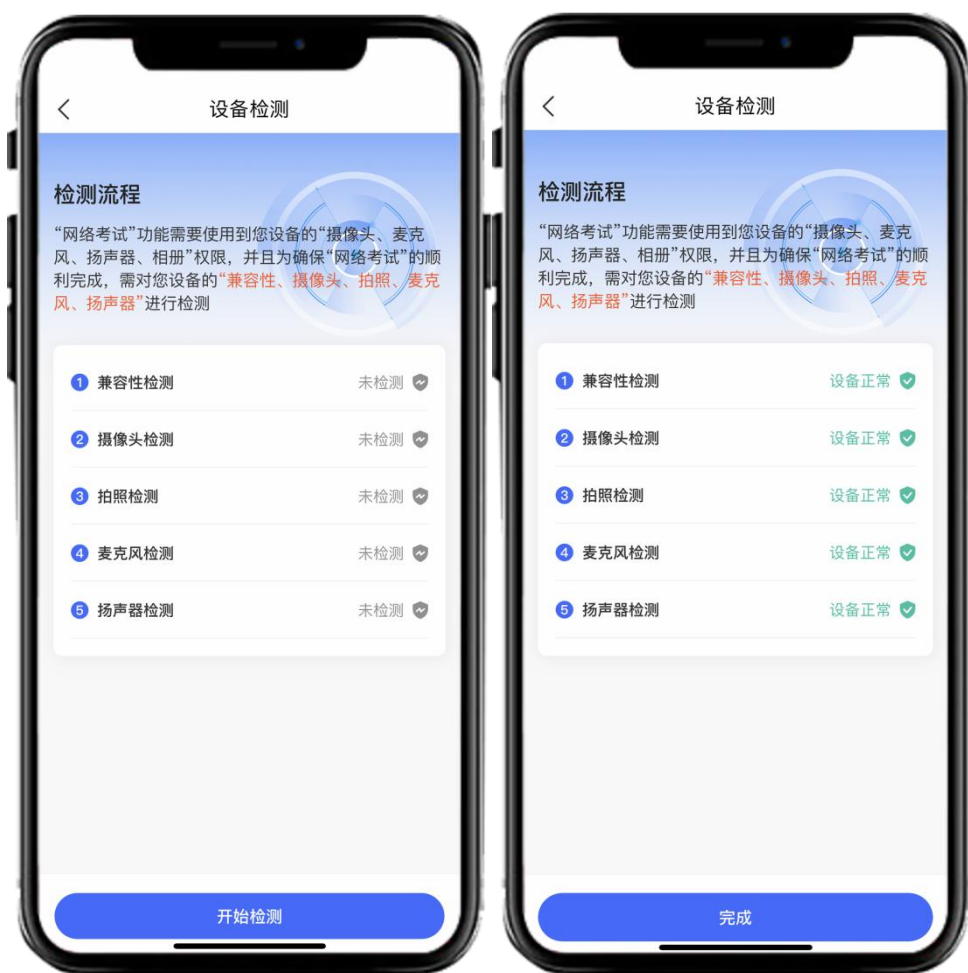 设备检测
检测流程
“网络考试”功能需要使用到您设备的“摄像头、麦克
风、扬声器、相册”权限，并且为确保“网络考试”的顺
利完成，需对您设备的“兼容性、摄像头、拍照、麦克
风、扬声器”进行检测
1 兼容性检测 未检测
2 摄像头检测 未检测
3 拍照检测 未检测
4 麦克风检测 未检测
5 扬声器检测 未检测
开始检测
设备检测
检测流程
“网络考试”功能需要使用到您设备的“摄像头、麦克
风、扬声器、相册”权限，并且为确保“网络考试”的顺
利完成，需对您设备的“兼容性、摄像头、拍照、麦克
风、扬声器”进行检测
1 兼容性检测 设备正常
2 摄像头检测 设备正常
3 拍照检测 设备正常
4 麦克风检测 设备正常
5 扬声器检测 设备正常
完成